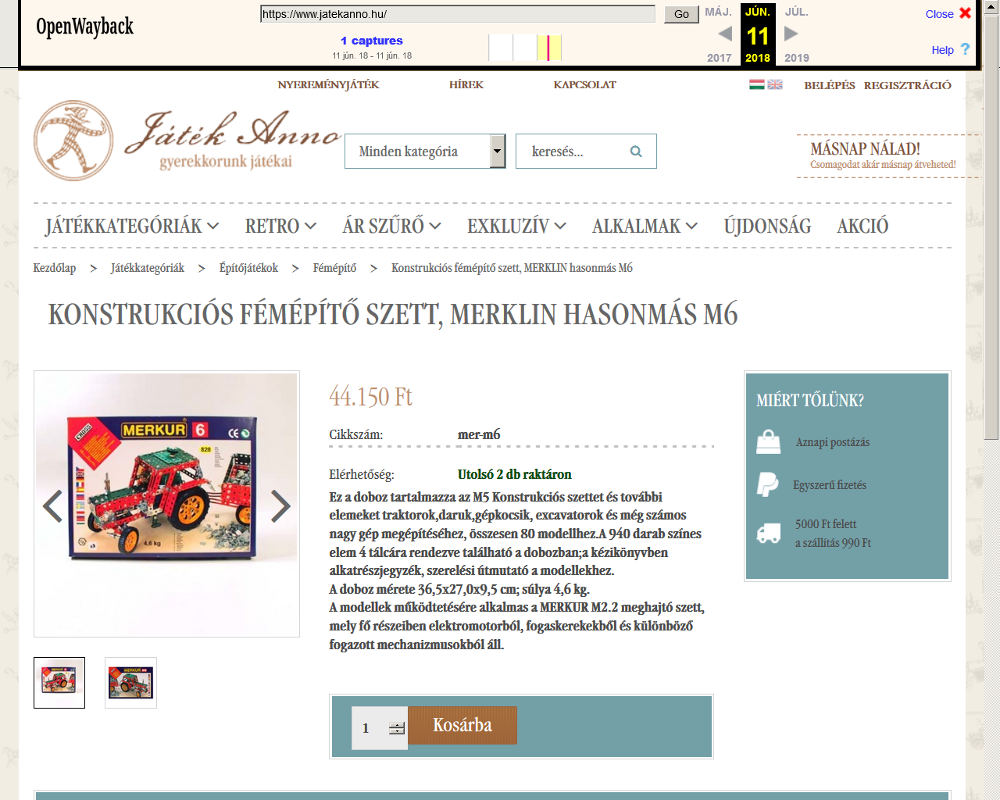 OpenWayback
https://www.jatekanno.hu/
Go
MÁJ.
JÚN.
JÚL.
Close
1 captures
11
11 jún. 18 - 11 jún. 18
2017
2018
2019
Help
NYEREMÉNYJÁTÉK
HÍREK
KAPCSOLAT
BELÉPÉS
REGISZTRÁCIÓ
Játék Anno
gyerekkorunk játékai
Minden kategória
keresés...
MÁSNAP NÁLAD!
Csomagodat akár másnap átveheted!
JÁTÉKKATEGÓRIÁK
RETRO
ÁR SZŰRŐ
EXKLUZÍV
ALKALMAK
ÚJDONSÁG
AKCIÓ
Kezdőlap > Játékkategóriák > Építőjátékok > Fémépítő > Konstrukciós fémépítő szett, MERKLIN hasonmás M6
KONSTRUKCIÓS FÉMÉPÍTŐ SZETT, MERKLIN HASONMÁS M6
CROSS
MERKUR 6
828
4,6 kg
44.150 Ft
Cikkszám: mer-m6
Elérhetőség: Utolsó 2 db raktáron
Ez a doboz tartalmazza az M5 Konstrukciós szettet és további
elemeket traktorok,daruk,gépkocsik, excavatorok és még számos
nagy gép megépítéséhez, összesen 80 modellhez.A 940 darab színes
elem 4 tálcára rendezve található a dobozban;a kézikönyvben
alkatrészjegyzék, szerelési útmutató a modellekhez.
A doboz mérete 36,5x27,0x9,5 cm; súlya 4,6 kg.
A modellek működtetésére alkalmas a MERKUR M2.2 meghajtó szett,
mely fő részeiben elektromotorból, fogaskerekekből és különböző
fogazott mechanizmusokból áll.
1
Kosárba
MIÉRT TŐLÜNK?
Aznapi postázás
Egyszerű fizetés
5000 Ft felett
a szállítás 990 Ft